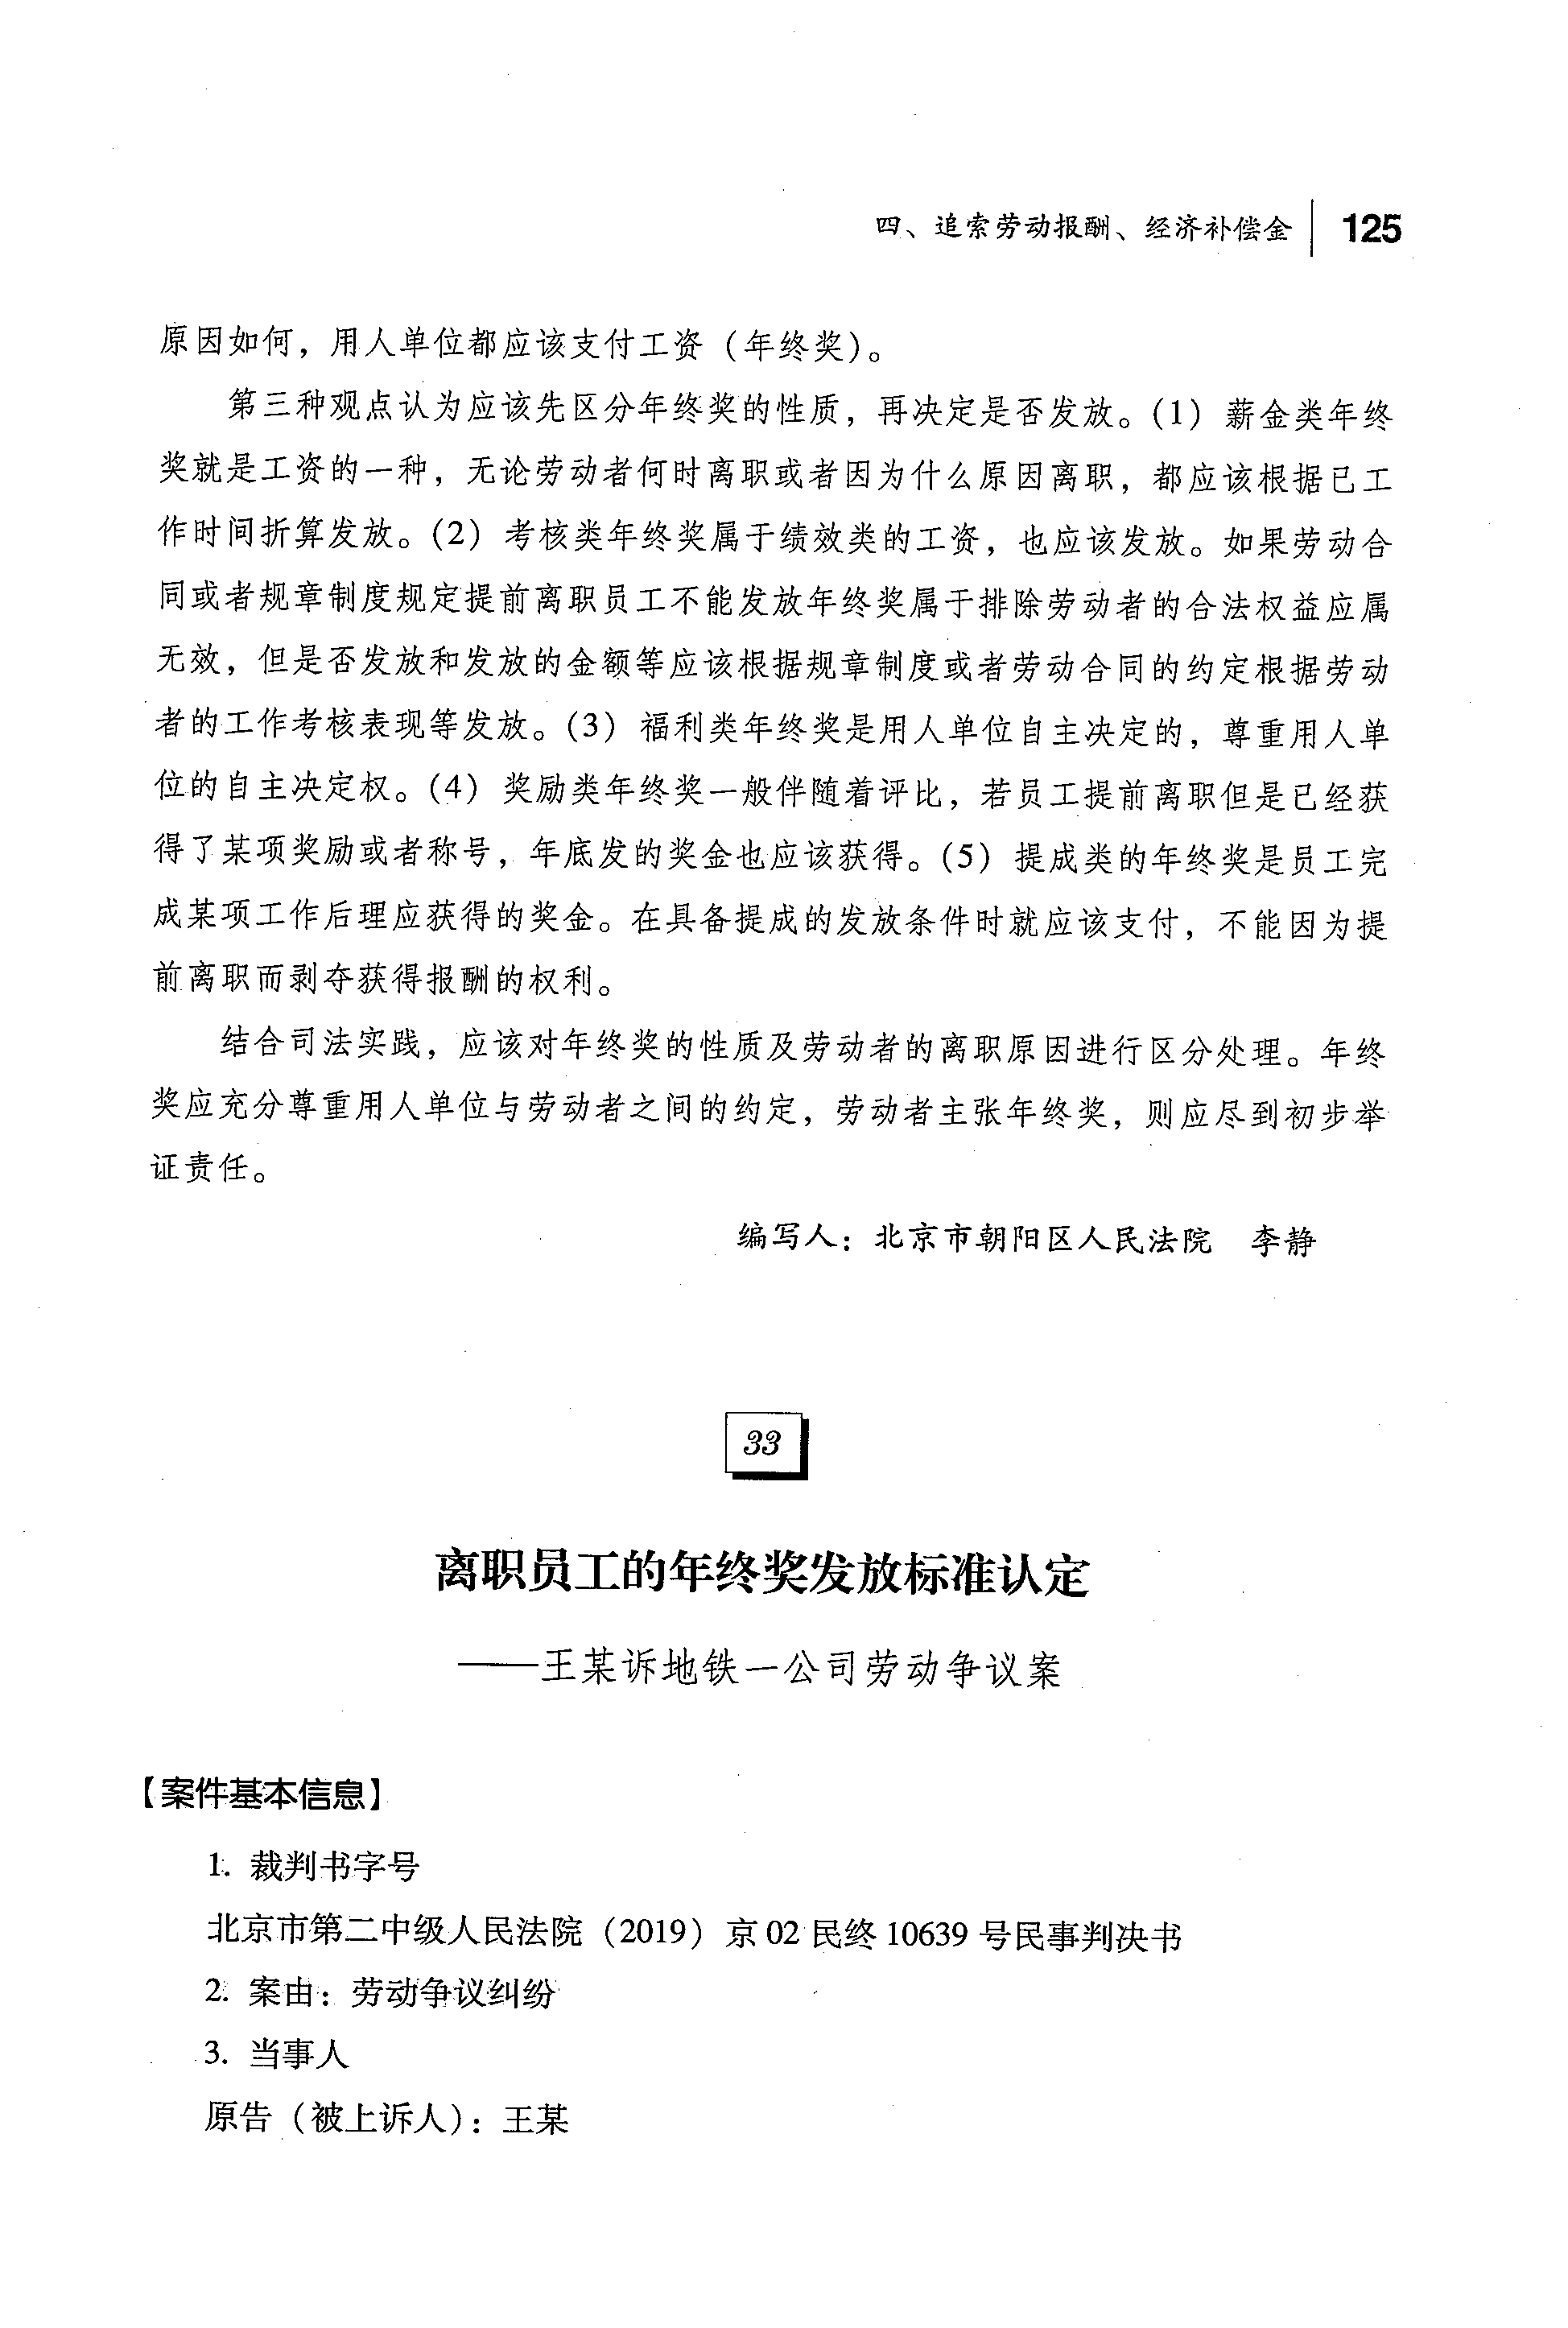 四、追索劳动报酬、经济补偿金 125
原因如何，用人单位都应该支付工资（年终奖）。
第三种观点认为应该先区分年终奖的性质，再决定是否发放。（1）薪金类年终
奖就是工资的一种，无论劳动者何时离职或者因为什么原因离职，都应该根据已工
作时间折算发放。（2）考核类年终奖属于绩效类的工资，也应该发放。如果劳动合
同或者规章制度规定提前离职员工不能发放年终奖属于排除劳动者的合法权益应属
无效，但是否发放和发放的金额等应该根据规章制度或者劳动合同的约定根据劳动
者的工作考核表现等发放。（3）福利类年终奖是用人单位自主决定的，尊重用人单
位的自主决定权。（4）奖励类年终奖一般伴随着评比，若员工提前离职但是已经获
得了某项奖励或者称号，年底发的奖金也应该获得。（5）提成类的年终奖是员工完
成某项工作后理应获得的奖金。在具备提成的发放条件时就应该支付，不能因为提
前离职而剥夺获得报酬的权利。
结合司法实践，应该对年终奖的性质及劳动者的离职原因进行区分处理。年终
奖应充分尊重用人单位与劳动者之间的约定，劳动者主张年终奖，则应尽到初步举
证责任。
编写人：北京市朝阳区人民法院 李静
33
离职员工的年终奖发放标准认定
——王某诉地铁一公司劳动争议案
【案件基本信息】
1. 裁判书字号
北京市第二中级人民法院（2019）京02民终10639号民事判决书
2. 案由：劳动争议纠纷
3. 当事人
原告（被上诉人）：王某